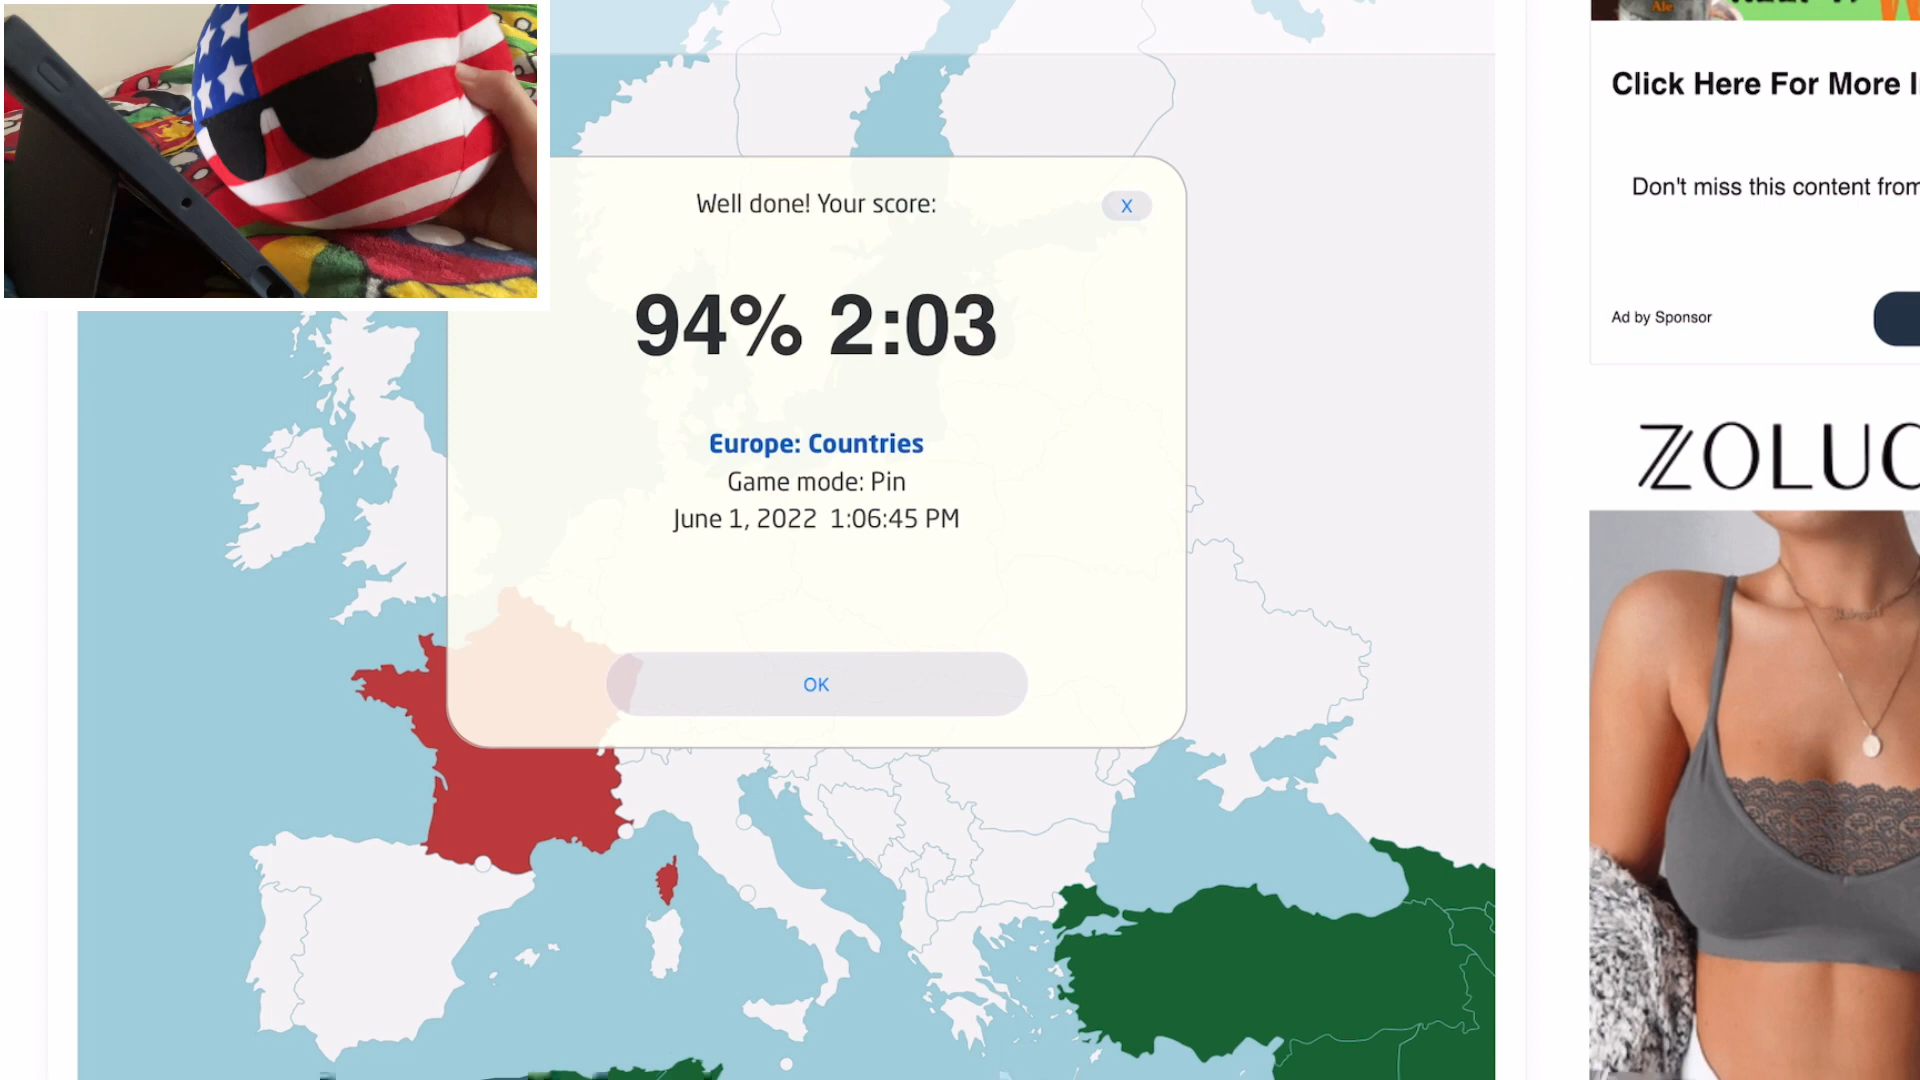 Well done! Your score:
X
94% 2:03
Europe: Countries
Game mode: Pin
June 1, 2022 1:06:45 PM
OK
Ale
Click Here For More I
Don't miss this content from
Ad by Sponsor
ZOLUC